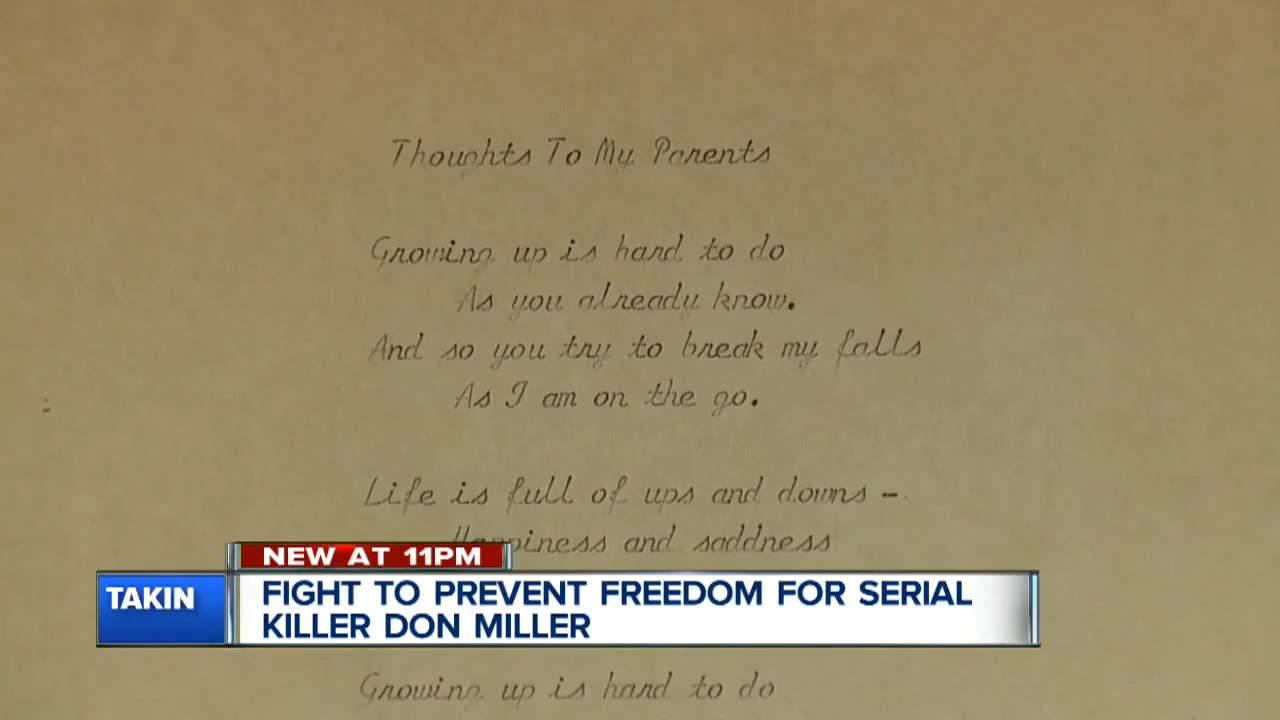 Thoughts To My Parents
Growing up is hard to do
As you already know.
And so you try to break my falls
As I am on the go.
Life is full of ups and downs –
Happiness and saddness
NEW AT 11PM
TAKIN
FIGHT TO PREVENT FREEDOM FOR SERIAL
KILLER DON MILLER
Growing up is hard to do